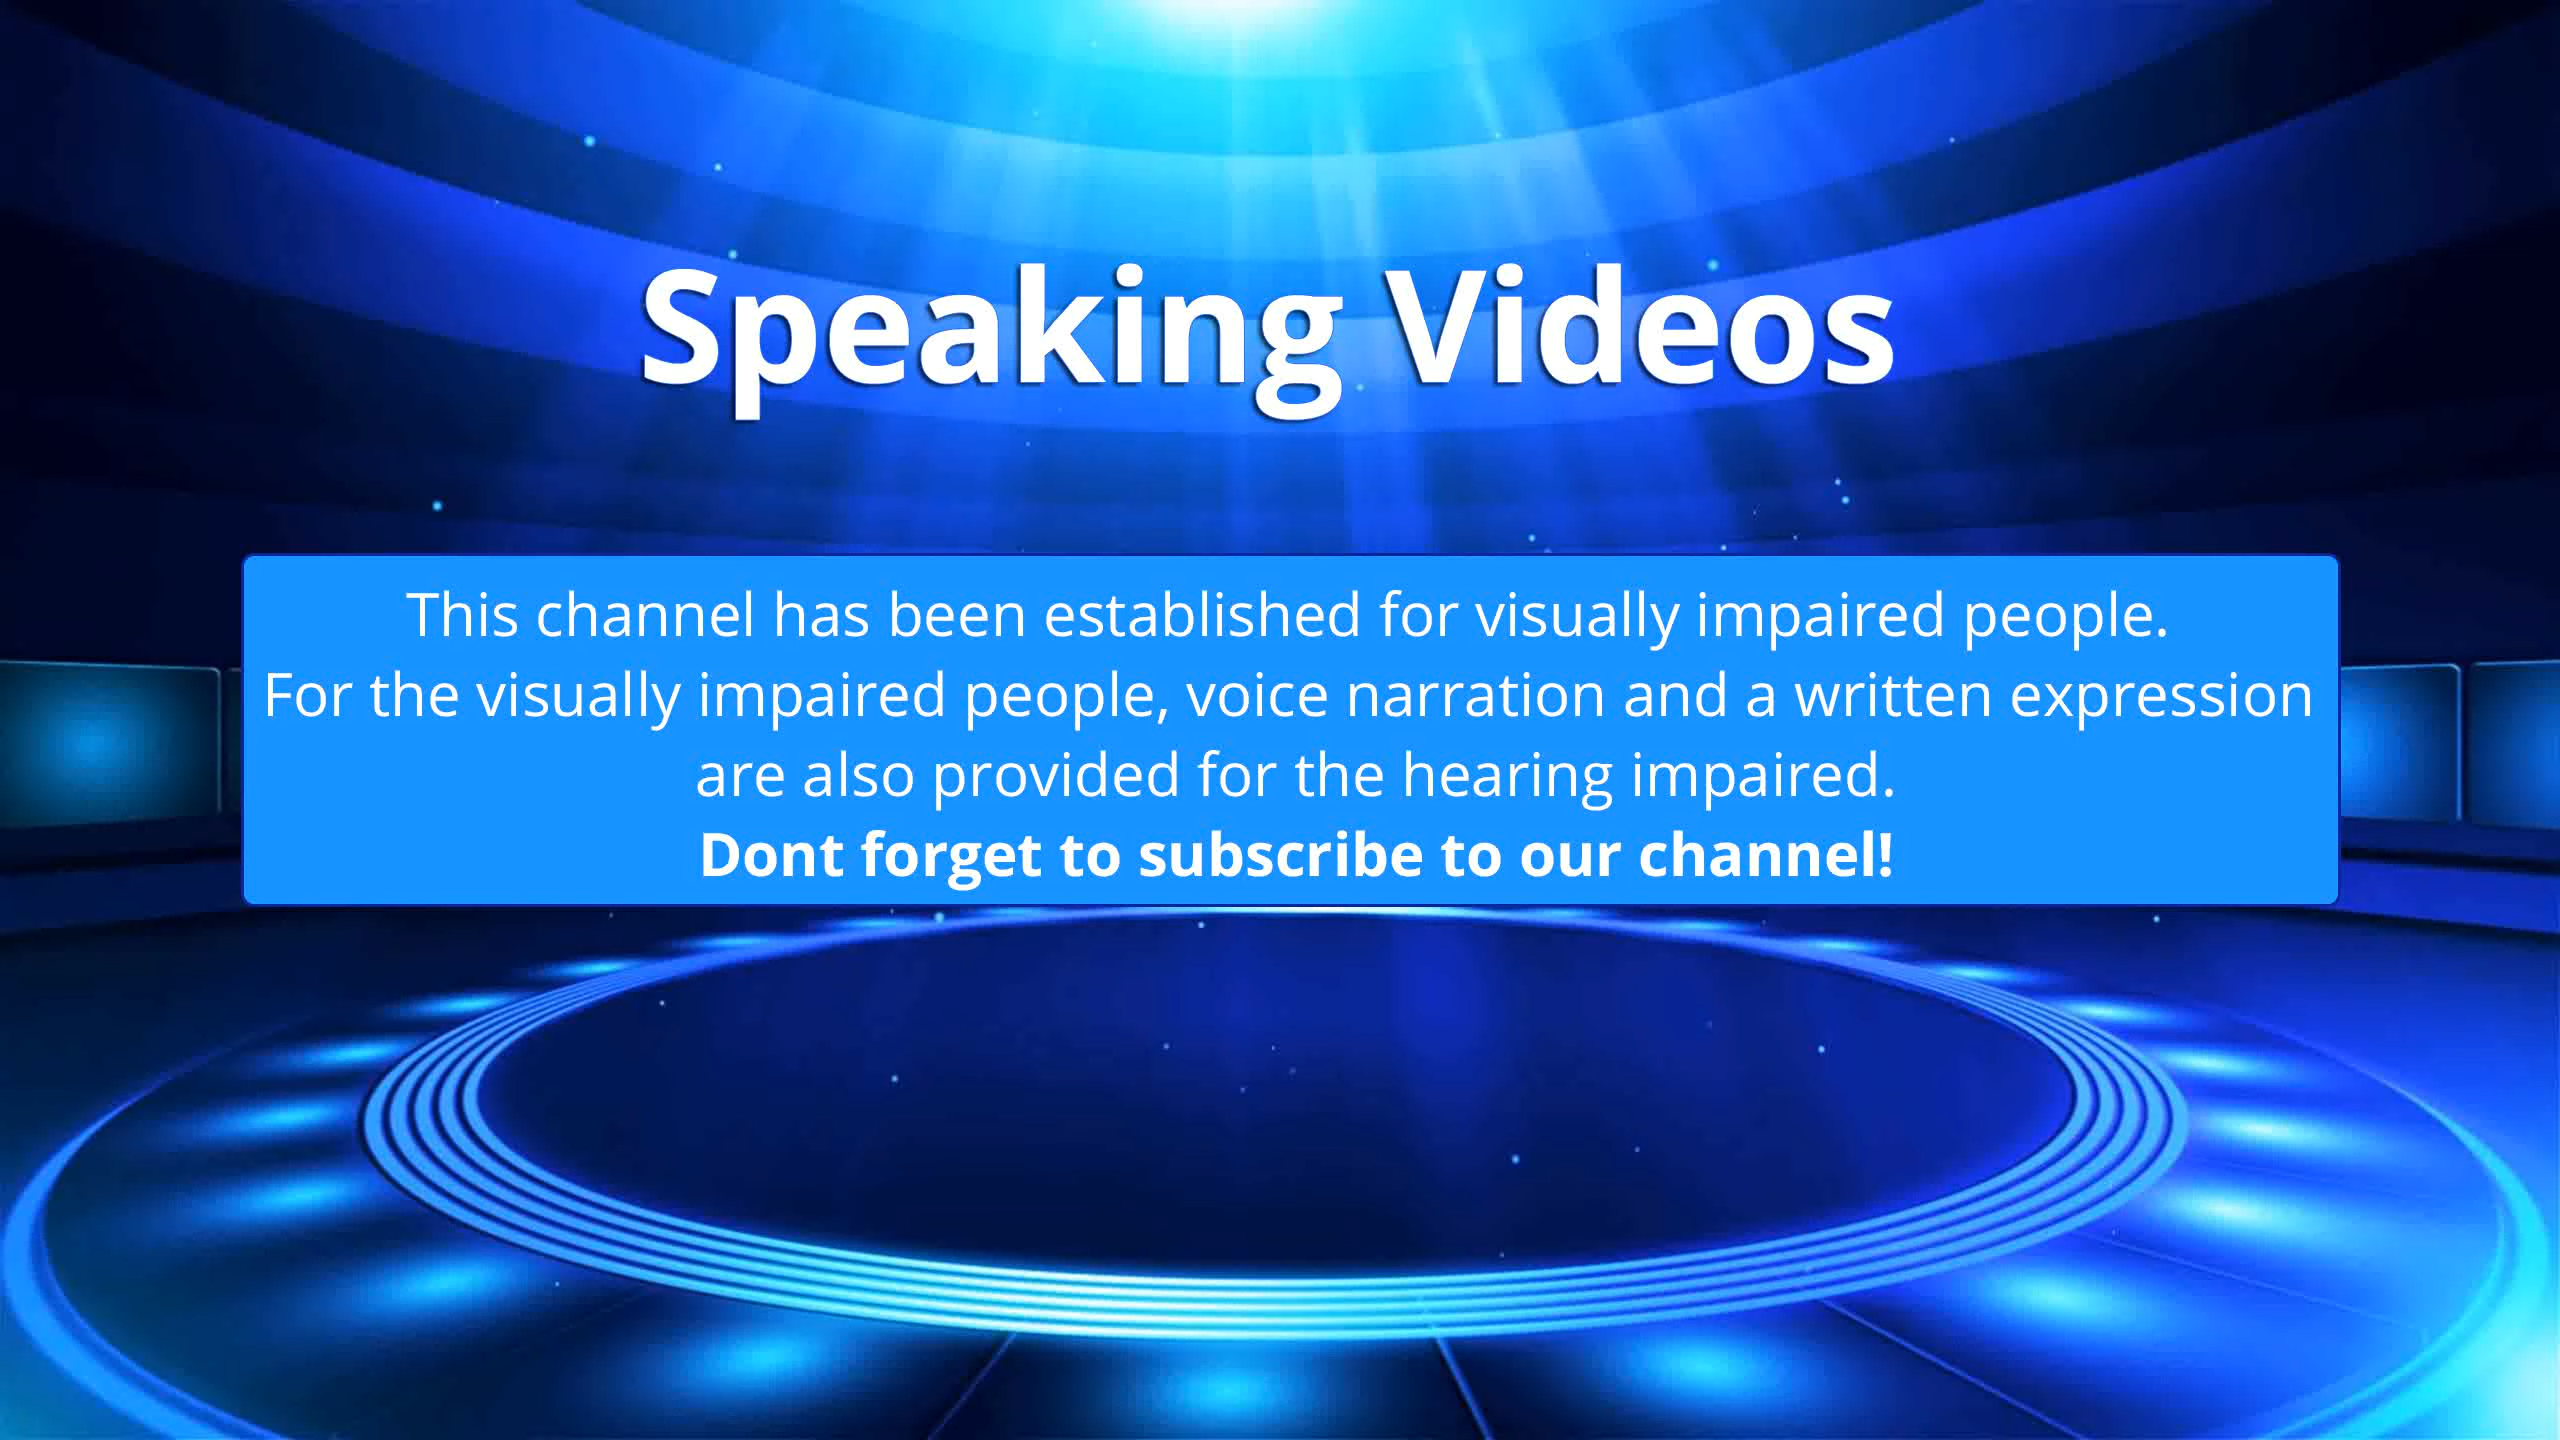 Speaking Videos
This channel has been established for visually impaired people.
For the visually impaired people, voice narration and a written expression
are also provided for the hearing impaired.
Dont forget to subscribe to our channel!